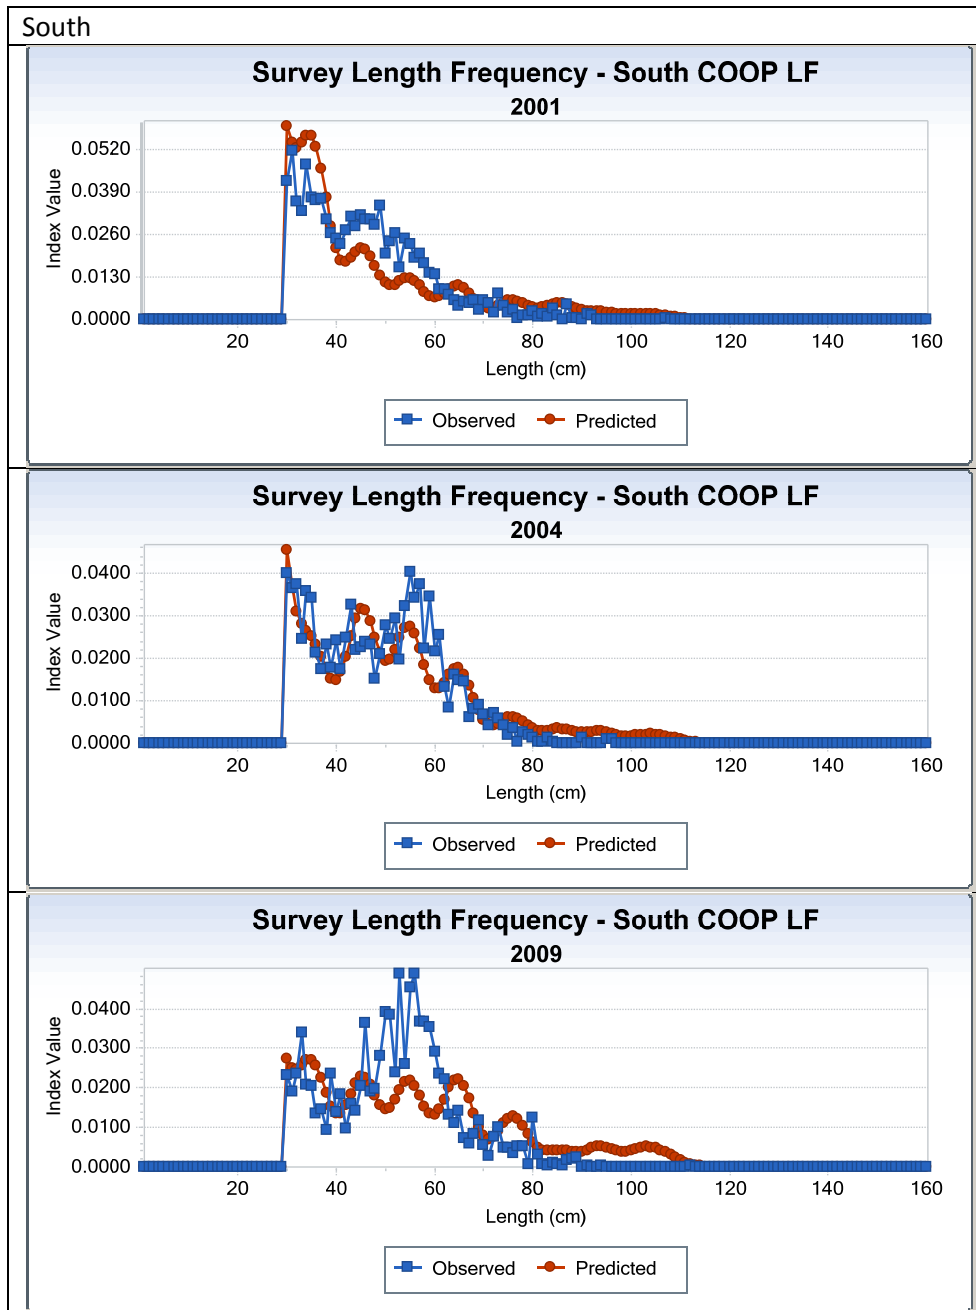 South
Survey Length Frequency - South COOP LF
2001
Index Value
0.0520
0.0390
0.0260
0.0130
0.0000
20 40 60 80 100 120 140 160
Length (cm)
Observed Predicted
Survey Length Frequency - South COOP LF
2004
Index Value
0.0400
0.0300
0.0200
0.0100
0.0000
20 40 60 80 100 120 140 160
Length (cm)
Observed Predicted
Survey Length Frequency - South COOP LF
2009
Index Value
0.0400
0.0300
0.0200
0.0100
0.0000
20 40 60 80 100 120 140 160
Length (cm)
Observed Predicted